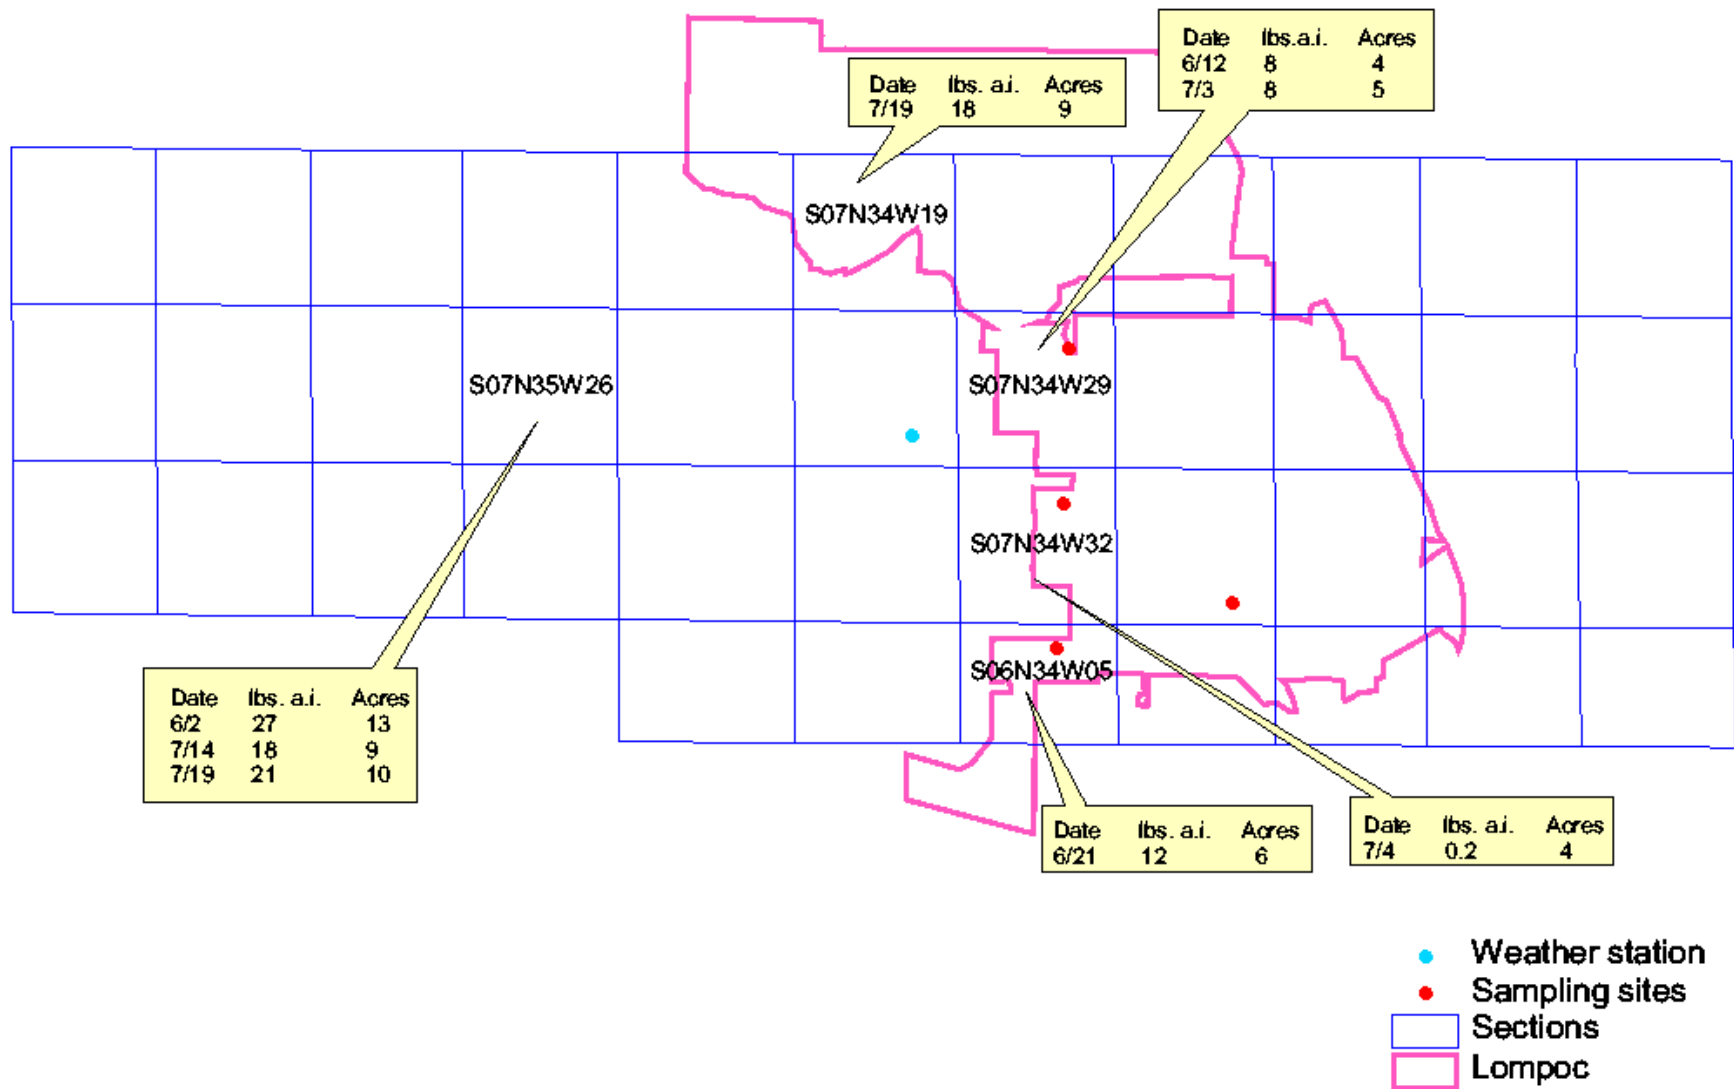 Date lbs.a.i. Acres
6/12 8 4
7/3 8 5
Date lbs. a.i. Acres
7/19 18 9
S07N34W19
S07N35W26
S07N34W29
S07N34W32
S06N34W05
Date lbs. a.i. Acres
6/2 27 13
7/14 18 9
7/19 21 10
Date lbs. a.i. Acres
6/21 12 6
Date lbs. a.i. Acres
7/4 0.2 4
Weather station
Sampling sites
Sections
Lompoc